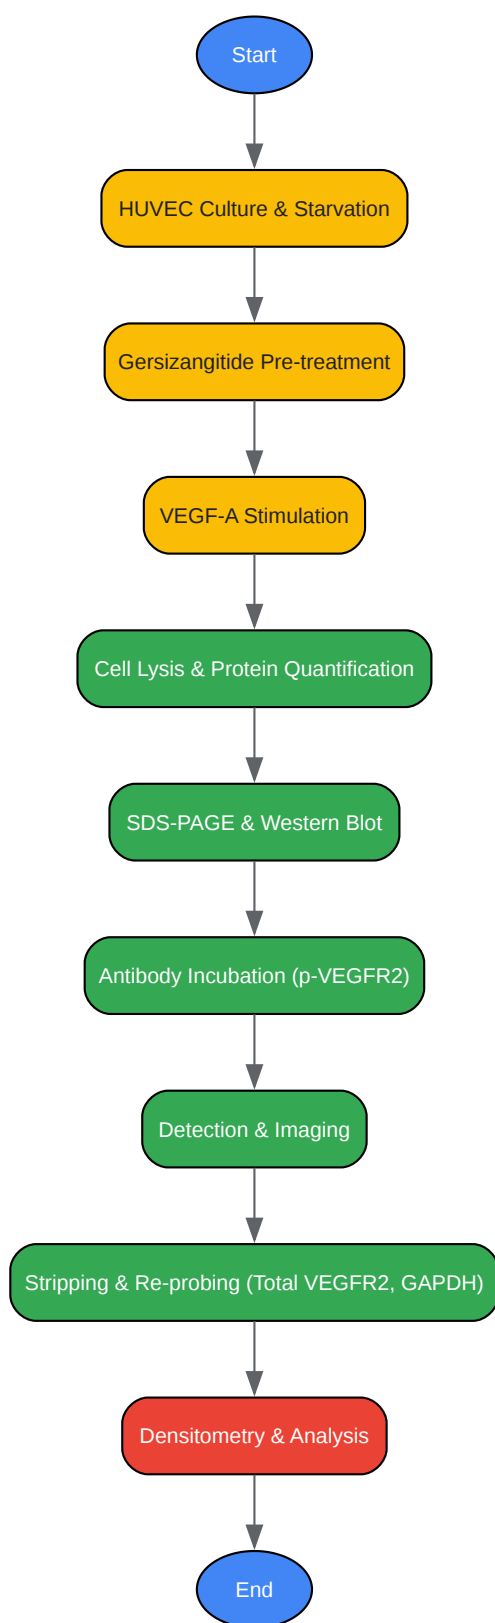 Start
HUVEC Culture & Starvation
Gersizangitide Pre-treatment
VEGF-A Stimulation
Cell Lysis & Protein Quantification
SDS-PAGE & Western Blot
Antibody Incubation (p-VEGFR2)
Detection & Imaging
Stripping & Re-probing (Total VEGFR2, GAPDH)
Densitometry & Analysis
End